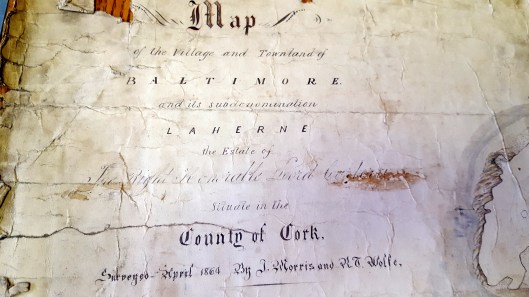 Map
of the Village and Townland of
BALTIMORE.
and its subdenomination
LAHERNE
the Estate of
The Right Honorable Lord
Situate in the
County of Cork.
Surveyed April 1864 By J. Morris and R.T. Wolfe.